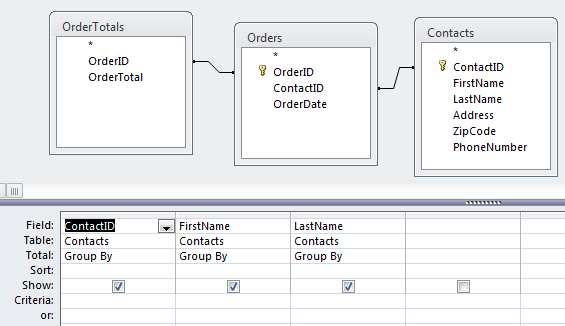 OrderTotals
*
OrderID
OrderTotal
Orders
*
OrderID
ContactID
OrderDate
Contacts
*
ContactID
FirstName
LastName
Address
ZipCode
PhoneNumber
Field: ContactID FirstName LastName
Table: Contacts Contacts Contacts
Total: Group By Group By Group By
Sort:
Show:
Criteria:
or: